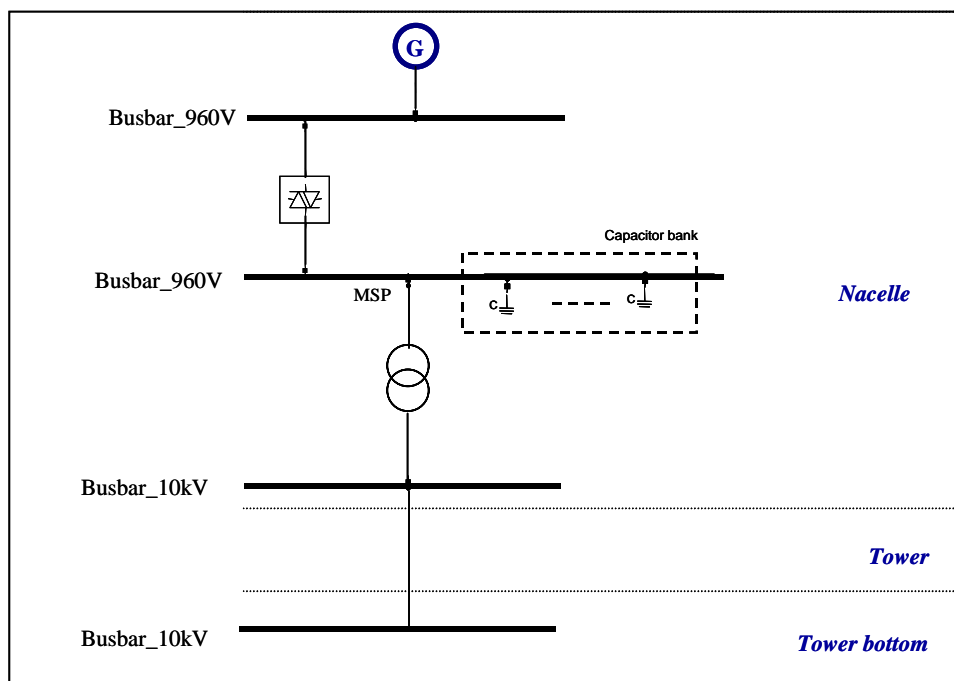 G
Busbar_960V
Capacitor bank
Busbar_960V
MSP
C
C
Nacelle
Busbar_10kV
Tower
Busbar_10kV
Tower bottom